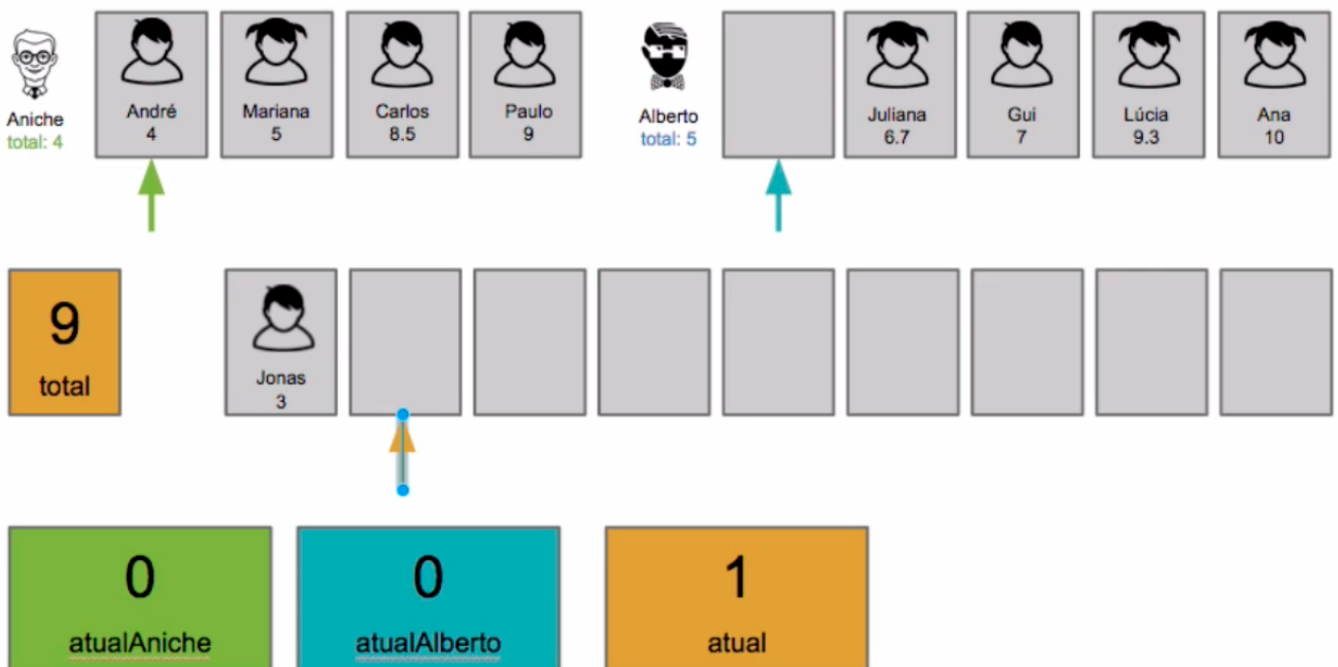 Aniche
total: 4
André
4
Mariana
5
Carlos
8.5
Paulo
9
Alberto
total: 5
Juliana
6.7
Gui
7
Lúcia
9.3
Ana
10
9
total
Jonas
3
0
atualAniche
0
atualAlberto
1
atual